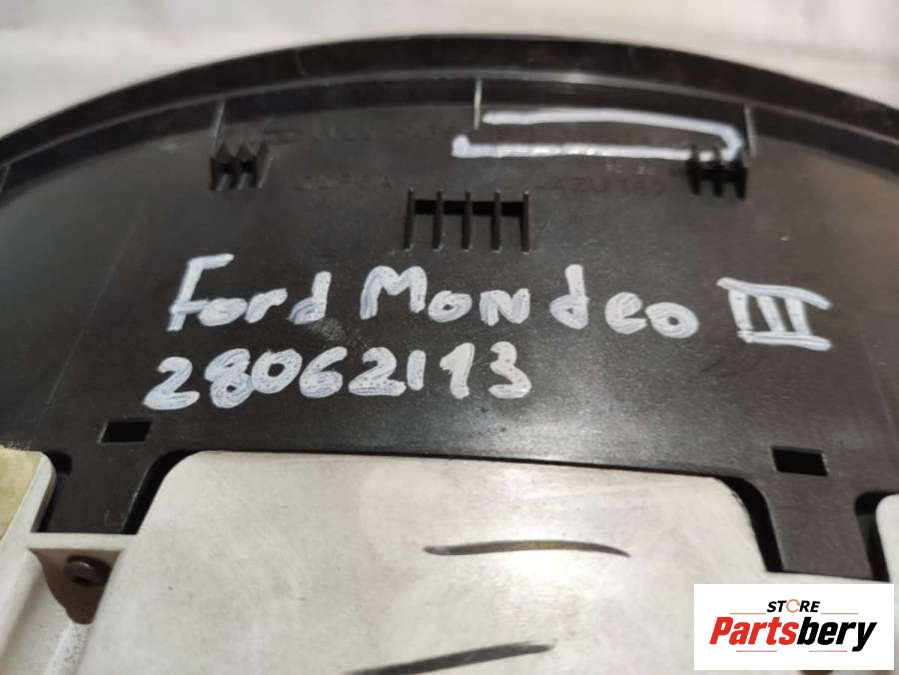 Ford Mondeo III
28062113
STORE
Partsbery